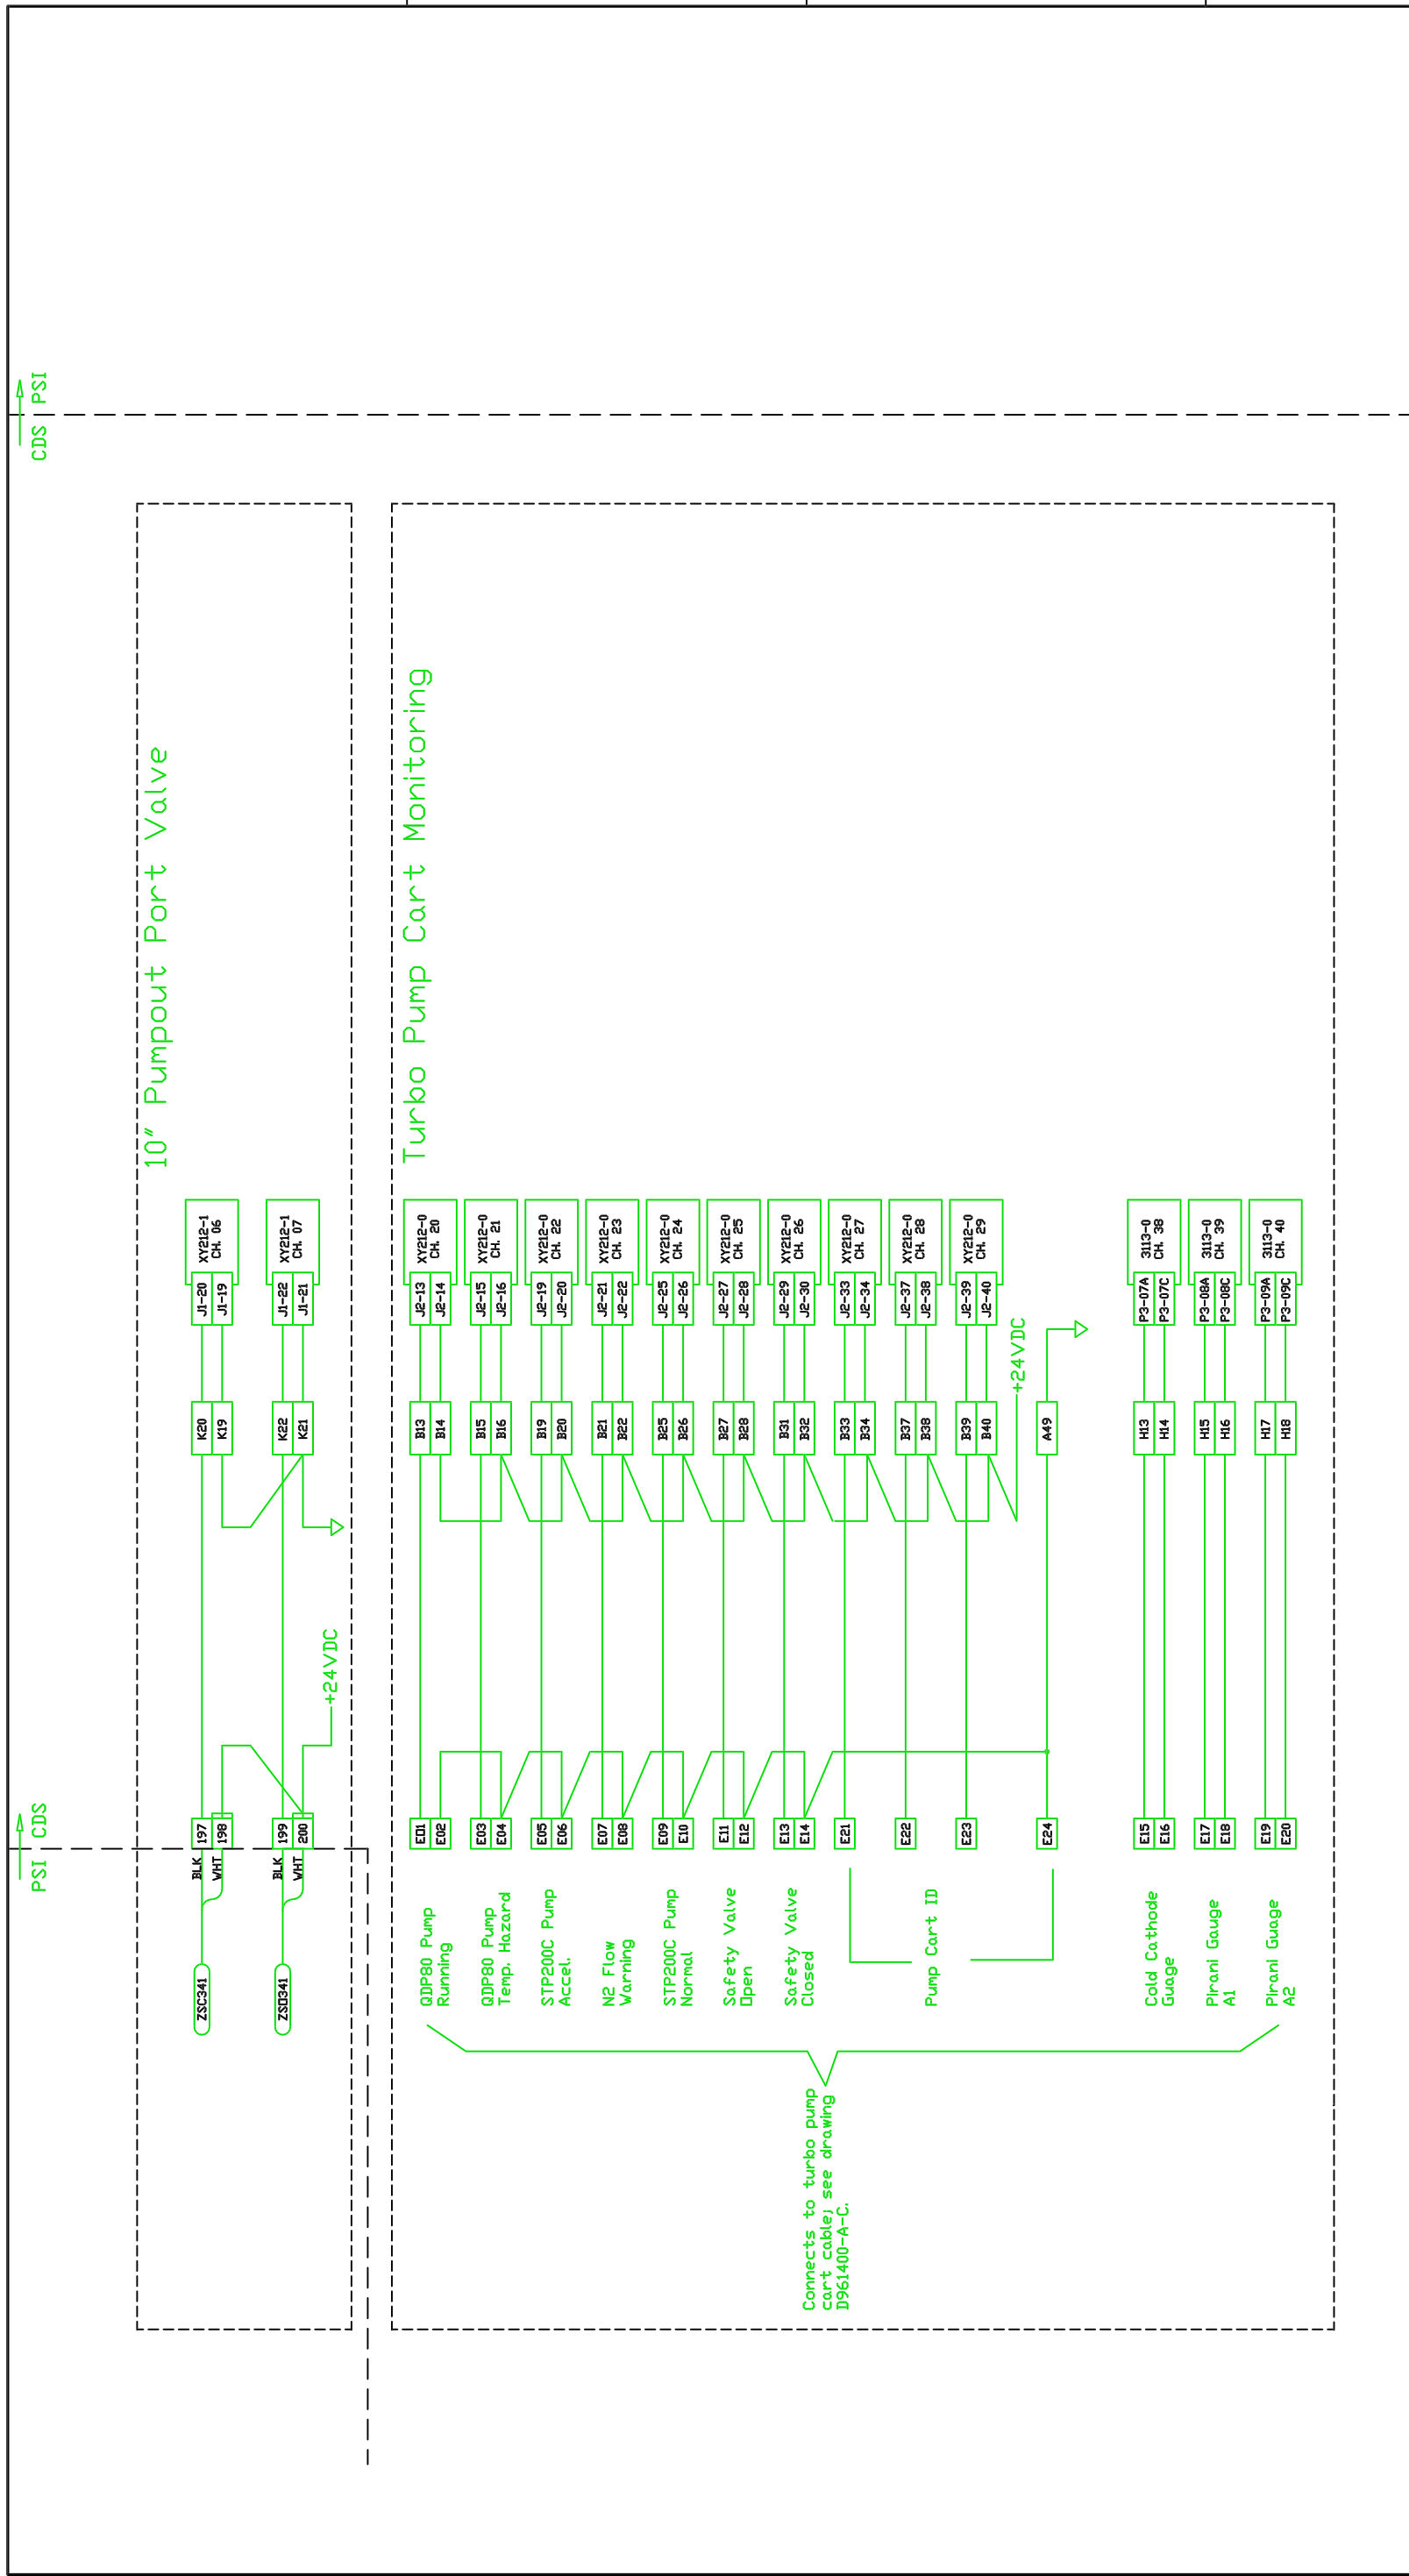 PSI CDS
CDS PSI
10" Pumpout Port Valve
ZSC341
BLK
WHT
197
198
K20
K19
J1-20
J1-19
XY212-1
CH. 06
ZSO341
BLK
WHT
199
200
+24VDC
K22
K21
J1-22
J1-21
XY212-1
CH. 07
Turbo Pump Cart Monitoring
QDP80 Pump
Running
E01
E02
B13
B14
J2-13
J2-14
XY212-0
CH. 20
QDP80 Pump
Temp. Hazard
E03
E04
B15
B16
J2-15
J2-16
XY212-0
CH. 21
STP200C Pump
Accel.
E05
E06
B19
B20
J2-19
J2-20
XY212-0
CH. 22
N2 Flow
Warning
E07
E08
B21
B22
J2-21
J2-22
XY212-0
CH. 23
STP200C Pump
Normal
E09
E10
B25
B26
J2-25
J2-26
XY212-0
CH. 24
Safety Valve
Open
E11
E12
B27
B28
J2-27
J2-28
XY212-0
CH. 25
Safety Valve
Closed
E13
E14
B31
B32
J2-29
J2-30
XY212-0
CH. 26
E21
B33
B34
J2-33
J2-34
XY212-0
CH. 27
Pump Cart ID
E22
B37
B38
J2-37
J2-38
XY212-0
CH. 28
E23
B39
B40
J2-39
J2-40
XY212-0
CH. 29
+24VDC
E24
A49
Cold Cathode
Guage
E15
E16
H13
H14
P3-07A
P3-07C
3113-0
CH. 38
Pirani Gauge
A1
E17
E18
H15
H16
P3-08A
P3-08C
3113-0
CH. 39
Pirani Guage
A2
E19
E20
H17
H18
P3-09A
P3-09C
3113-0
CH. 40
Connects to turbo pump
cart cable; see drawing
D961400-A-C.